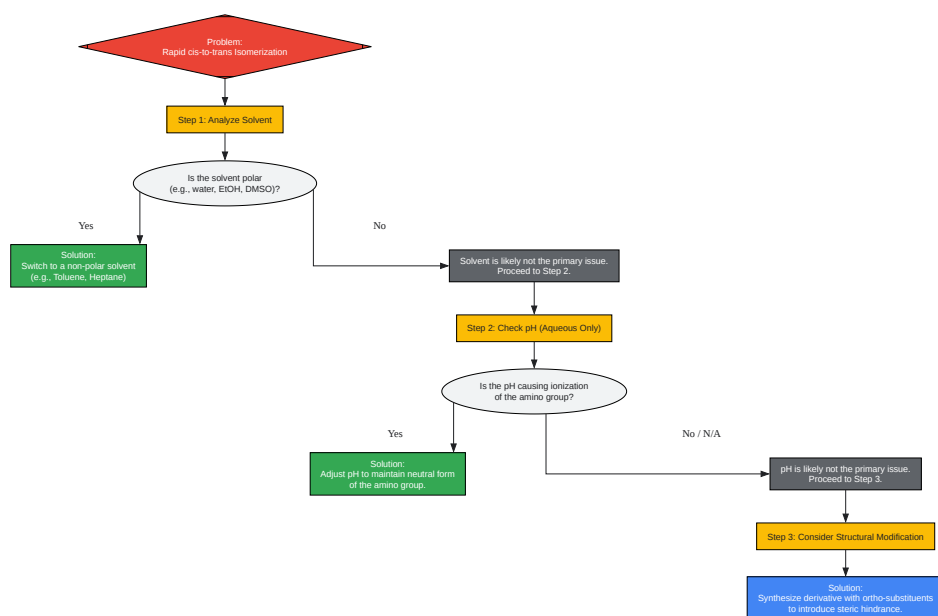 Problem:
Rapid cis-to-trans Isomerization
Step 1: Analyze Solvent
Is the solvent polar
(e.g., water, EtOH, DMSO)?
Yes
No
Solution:
Switch to a non-polar solvent
(e.g., Toluene, Heptane)
Solvent is likely not the primary issue.
Proceed to Step 2.
Step 2: Check pH (Aqueous Only)
Is the pH causing ionization
of the amino group?
Yes
No / N/A
Solution:
Adjust pH to maintain neutral form
of the amino group.
pH is likely not the primary issue.
Proceed to Step 3.
Step 3: Consider Structural Modification
Solution:
Synthesize derivative with ortho-substituents
to introduce steric hindrance.